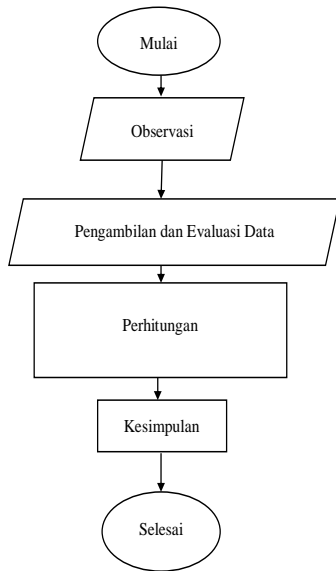 Mulai
Observasi
Pengambilan dan Evaluasi Data
Perhitungan
Kesimpulan
Selesai